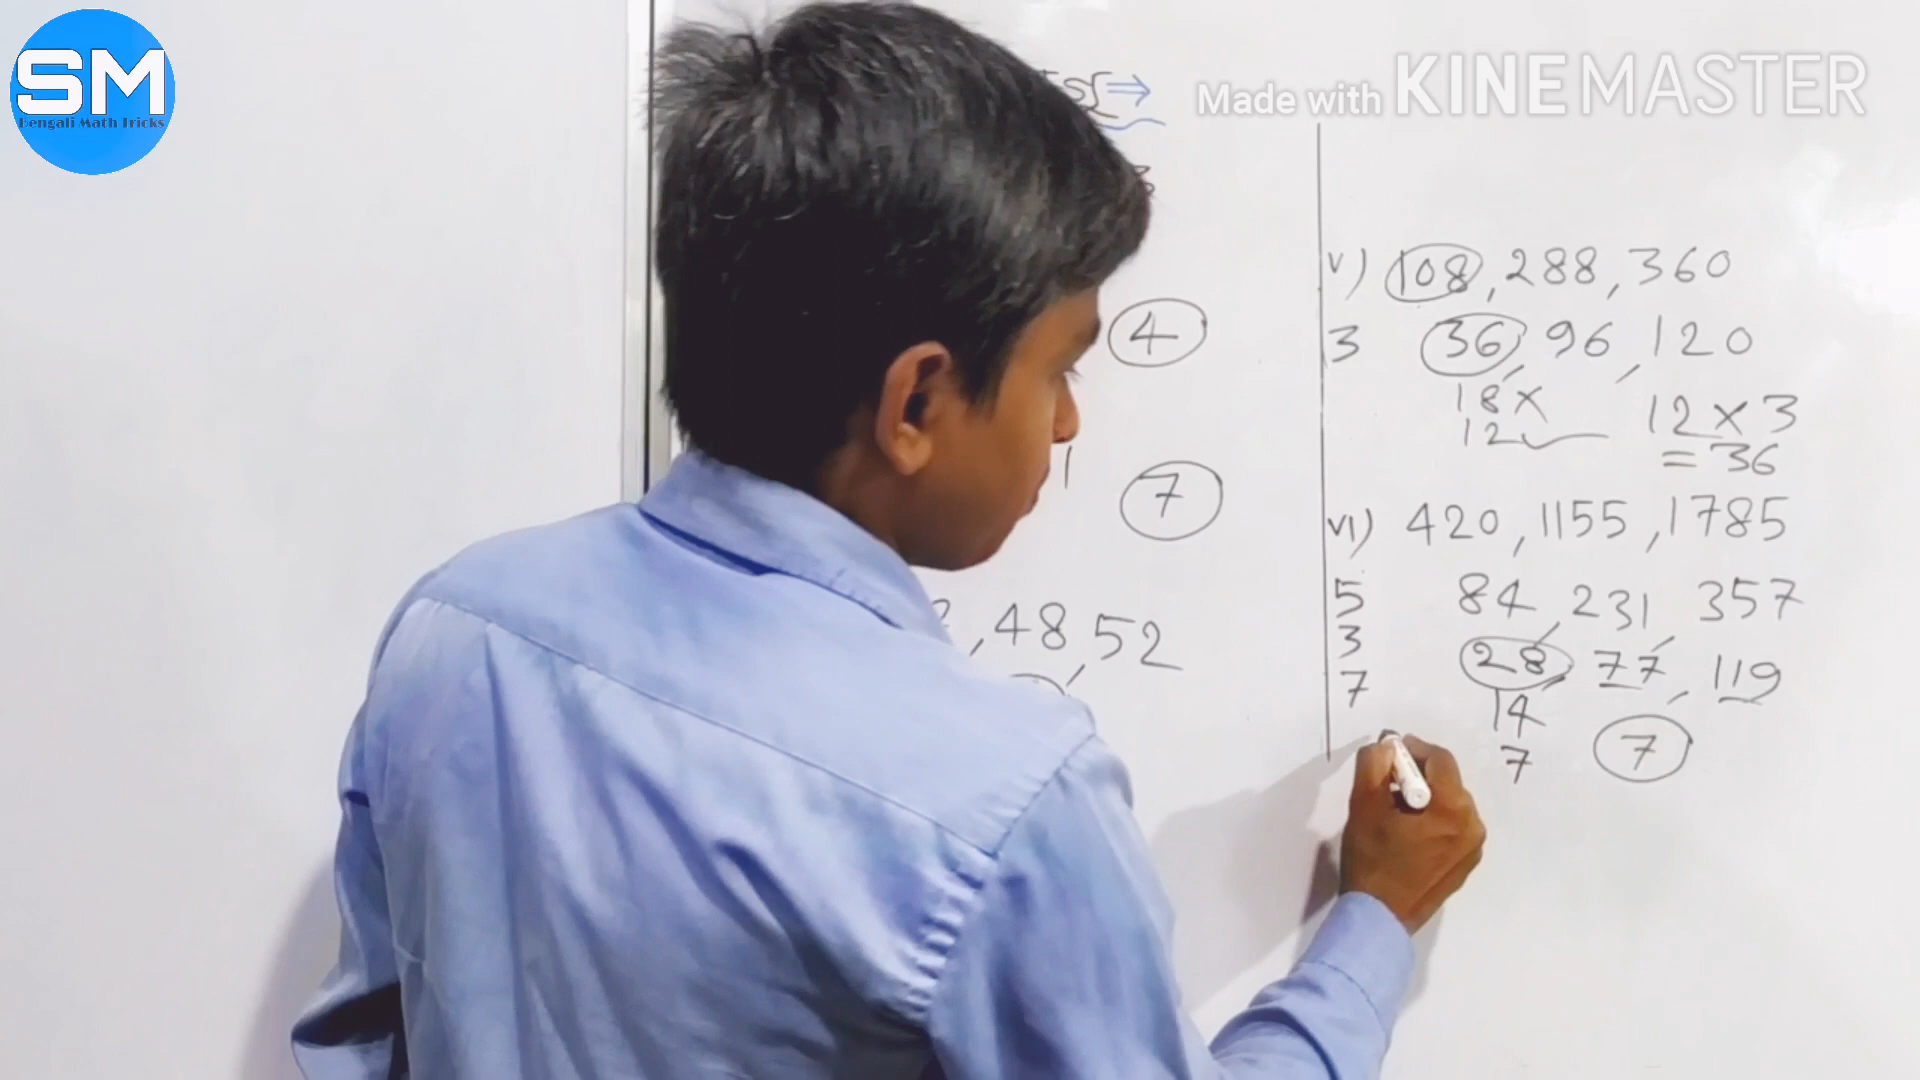 SM
Bengali Math Tricks
Made with KINEMASTER
4
7
, 48, 52
v) 108, 288, 360
3 36, 96, 120
18 × 12 × 3
12 ✓ = 36
vi) 420, 1155, 1785
5 84, 231, 357
3 28, 77, 119
7 14
7 7